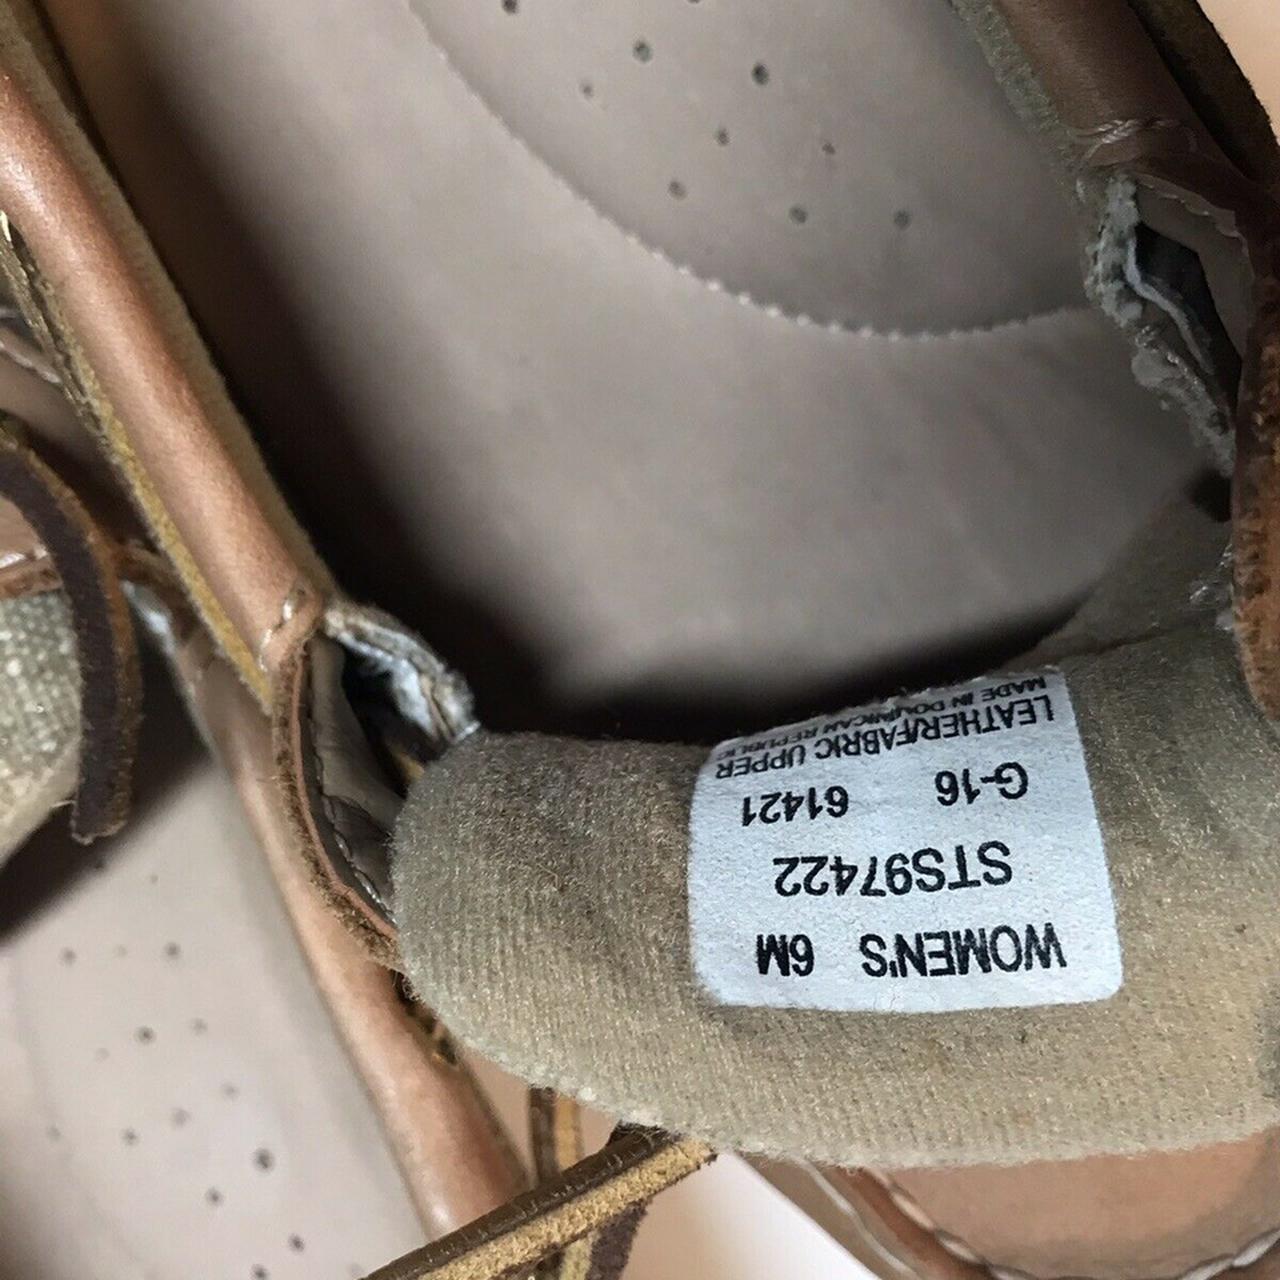 WOMEN'S 6M
STS97422
G-16 61421
LEATHER/FABRIC UPPER
MADE IN DOMINICAN REPUBLIC